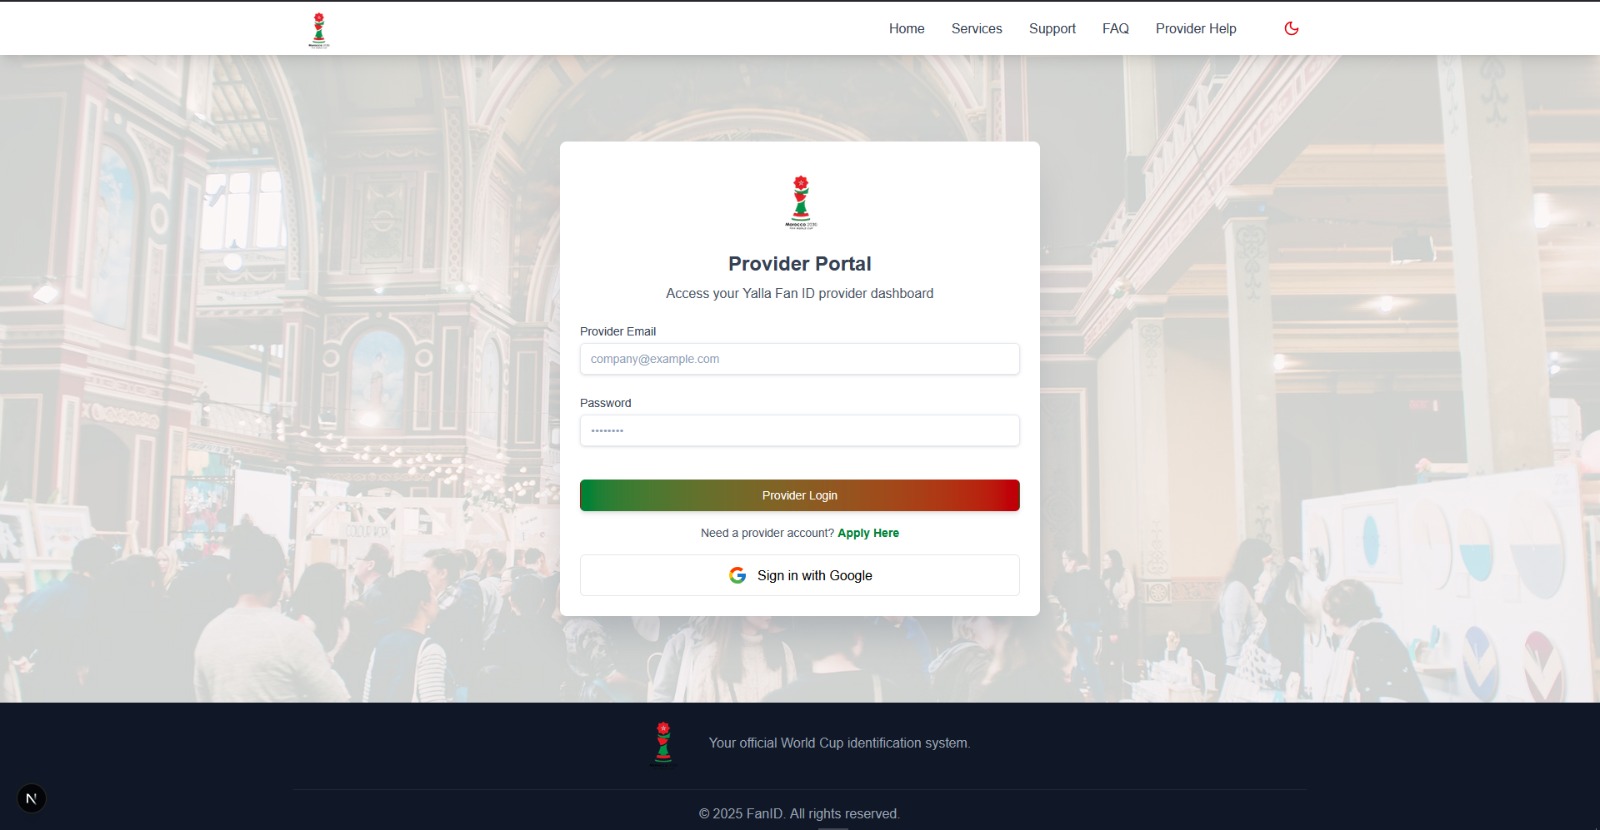 Home Services Support FAQ Provider Help
Morocco 2030
Provider Portal
Access your Yalla Fan ID provider dashboard
Provider Email
company@example.com
Password
••••••••
Provider Login
Need a provider account? Apply Here
Sign in with Google
Your official World Cup identification system.
N
© 2025 FanID. All rights reserved.